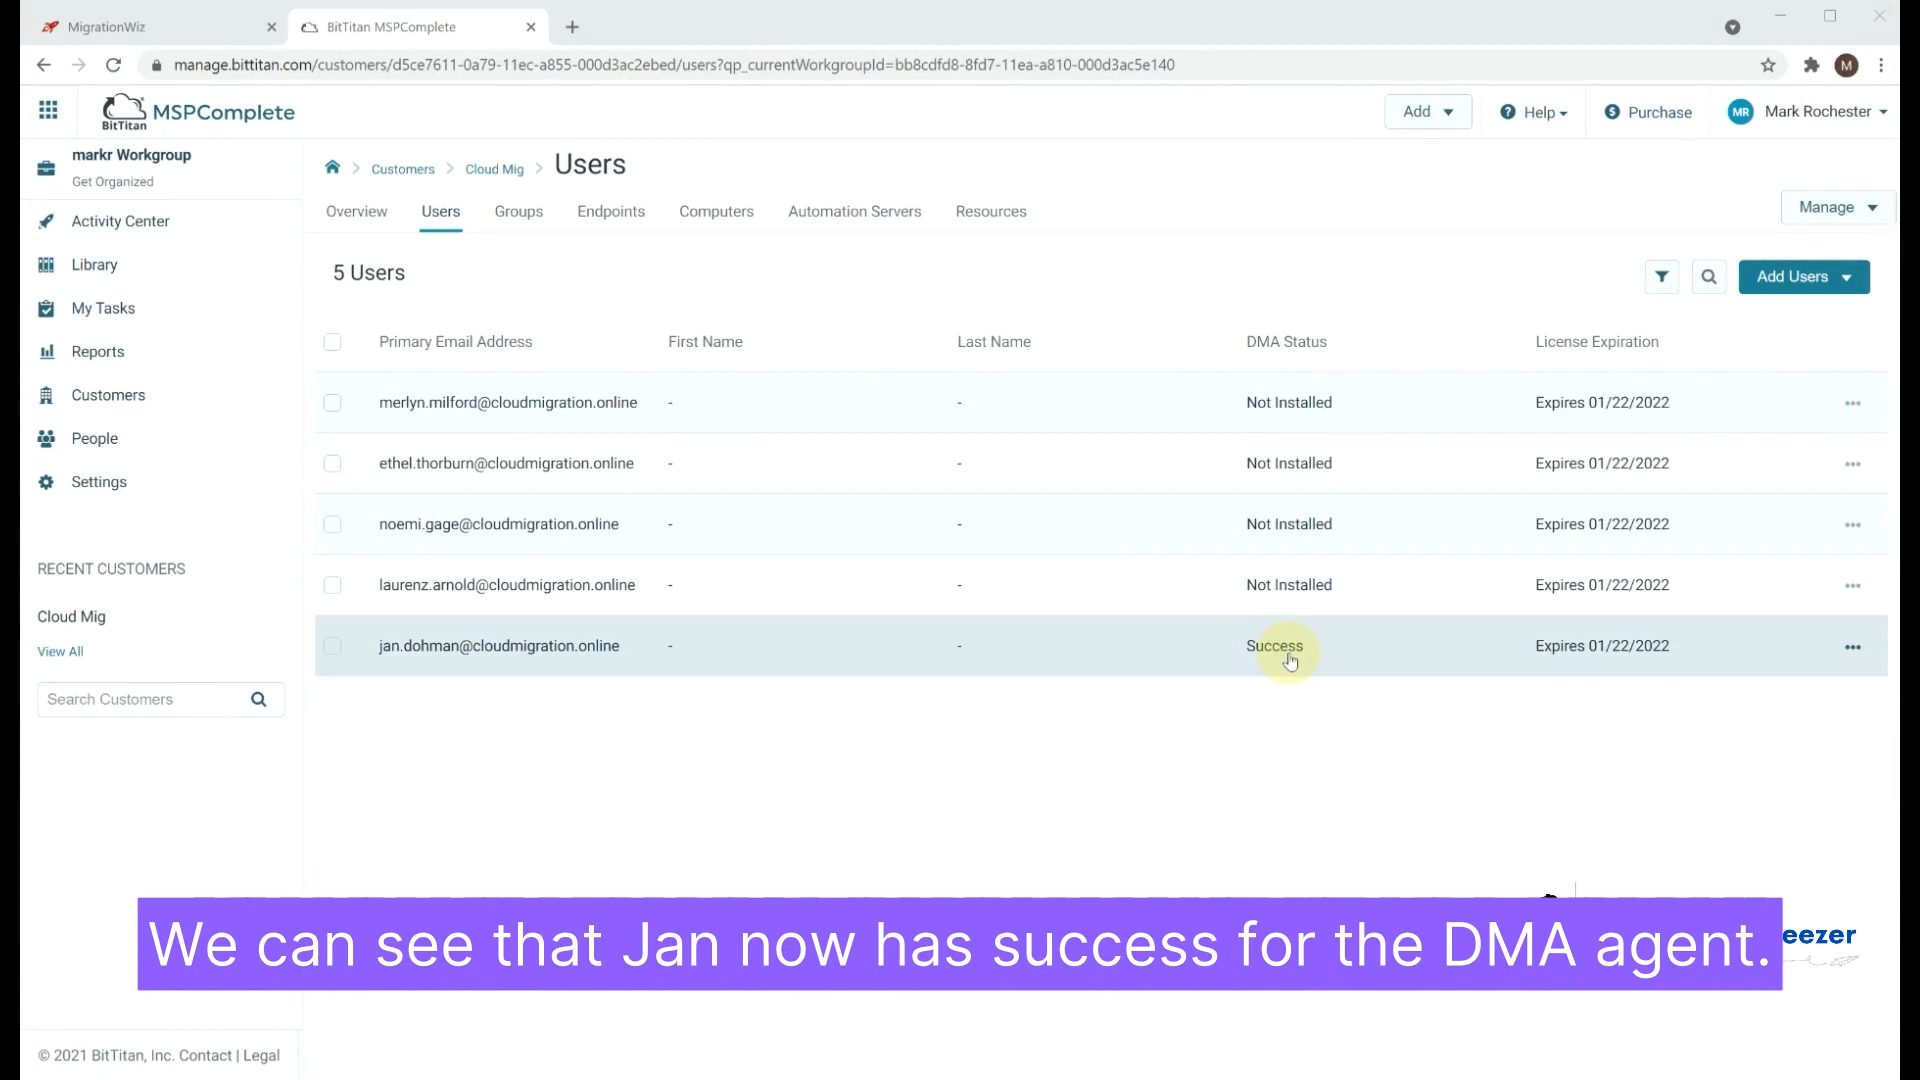 MigrationWiz
BitTitan MSPComplete
manage.bittitan.com/customers/d5ce7611-0a79-11ec-a855-000d3ac2ebed/users?qp_currentWorkgroupId=bb8cdfd8-8fd7-11ea-a810-000d3ac5e140
M
BitTitan
MSPComplete
Add
Help
Purchase
MR
Mark Rochester
markr Workgroup
Get Organized
Activity Center
Library
My Tasks
Reports
Customers
People
Settings
RECENT CUSTOMERS
Cloud Mig
View All
Search Customers
© 2021 BitTitan, Inc. Contact | Legal
Customers > Cloud Mig > Users
Overview Users Groups Endpoints Computers Automation Servers Resources
Manage
5 Users
Add Users
Primary Email Address First Name Last Name DMA Status License Expiration
merlyn.milford@cloudmigration.online - - Not Installed Expires 01/22/2022
ethel.thorburn@cloudmigration.online - - Not Installed Expires 01/22/2022
noemi.gage@cloudmigration.online - - Not Installed Expires 01/22/2022
laurenz.arnold@cloudmigration.online - - Not Installed Expires 01/22/2022
jan.dohman@cloudmigration.online - - Success Expires 01/22/2022
We can see that Jan now has success for the DMA agent.
eezer